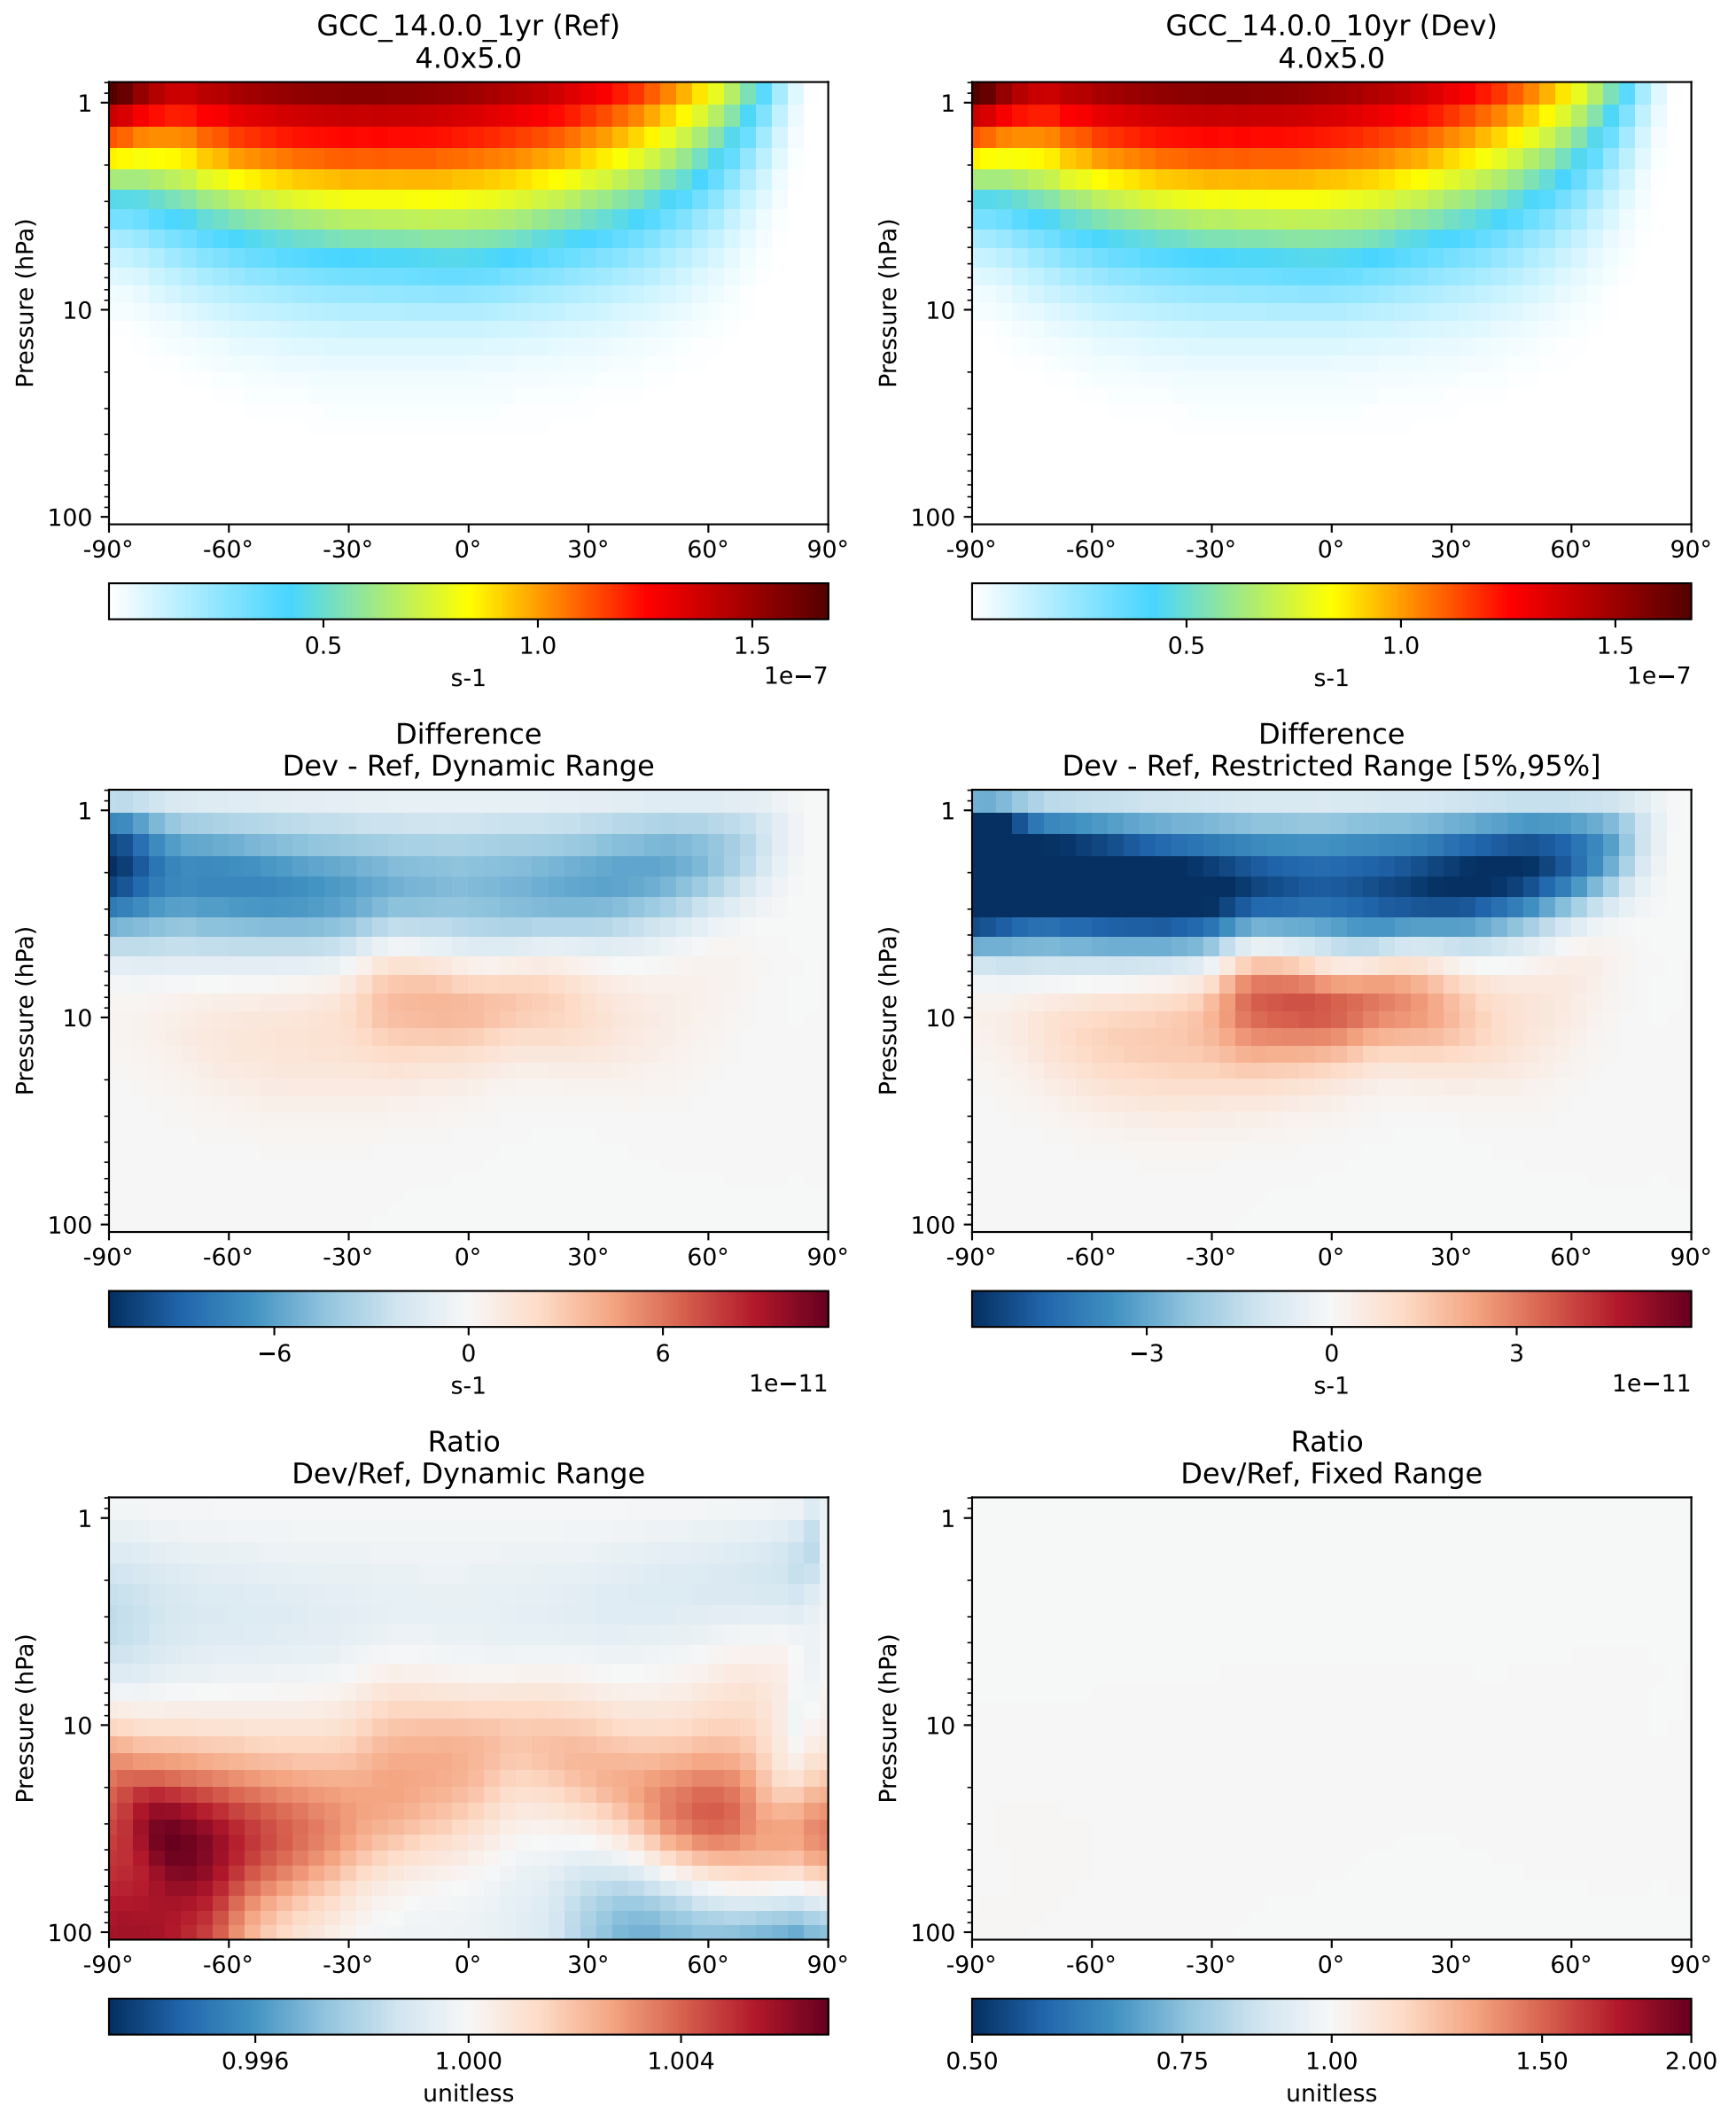 GCC_14.0.0_1yr (Ref)
4.0x5.0
Pressure (hPa)
1
10
100
-90° -60° -30° 0° 30° 60° 90°
0.5 1.0 1.5
s-1
1e−7
GCC_14.0.0_10yr (Dev)
4.0x5.0
Pressure (hPa)
1
10
100
-90° -60° -30° 0° 30° 60° 90°
0.5 1.0 1.5
s-1
1e−7
Difference
Dev - Ref, Dynamic Range
Pressure (hPa)
1
10
100
-90° -60° -30° 0° 30° 60° 90°
−6 0 6
s-1
1e−11
Difference
Dev - Ref, Restricted Range [5%,95%]
Pressure (hPa)
1
10
100
-90° -60° -30° 0° 30° 60° 90°
−3 0 3
s-1
1e−11
Ratio
Dev/Ref, Dynamic Range
Pressure (hPa)
1
10
100
-90° -60° -30° 0° 30° 60° 90°
0.996 1.000 1.004
unitless
Ratio
Dev/Ref, Fixed Range
Pressure (hPa)
1
10
100
-90° -60° -30° 0° 30° 60° 90°
0.50 0.75 1.00 1.50 2.00
unitless